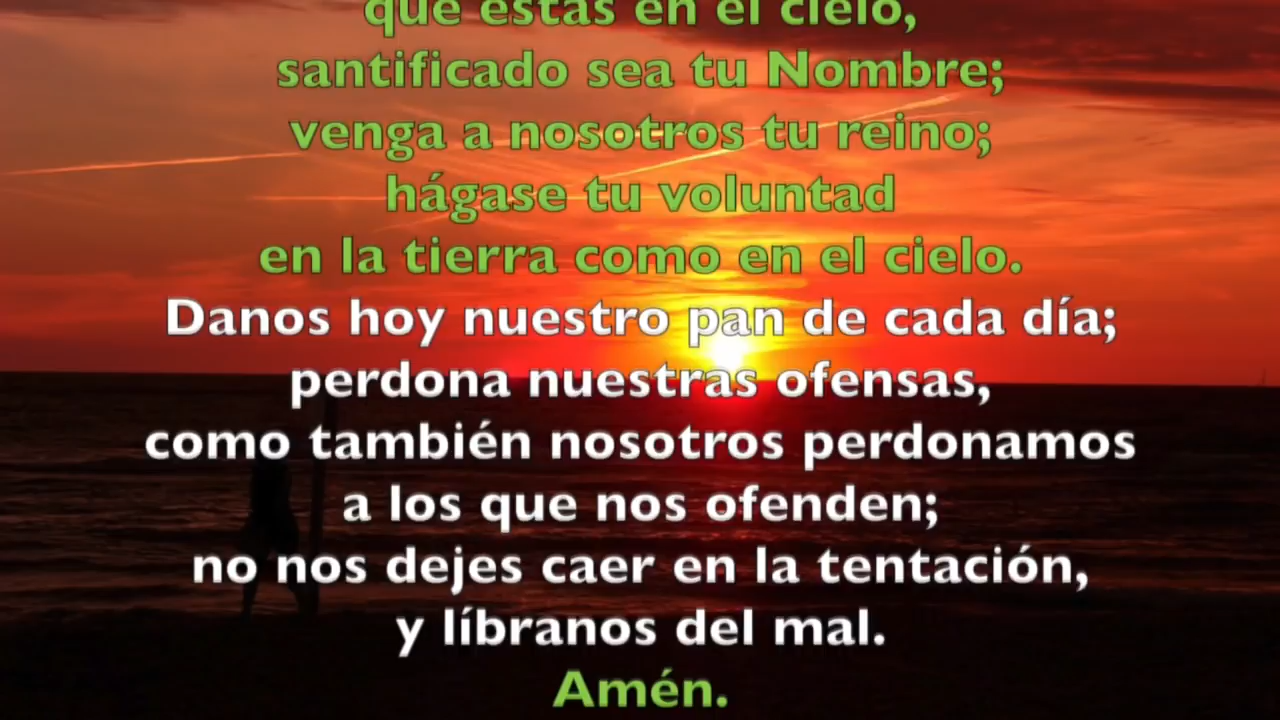 que estás en el cielo,
santificado sea tu Nombre;
venga a nosotros tu reino;
hágase tu voluntad
en la tierra como en el cielo.
Danos hoy nuestro pan de cada día;
perdona nuestras ofensas,
como también nosotros perdonamos
a los que nos ofenden;
no nos dejes caer en la tentación,
y líbranos del mal.
Amén.